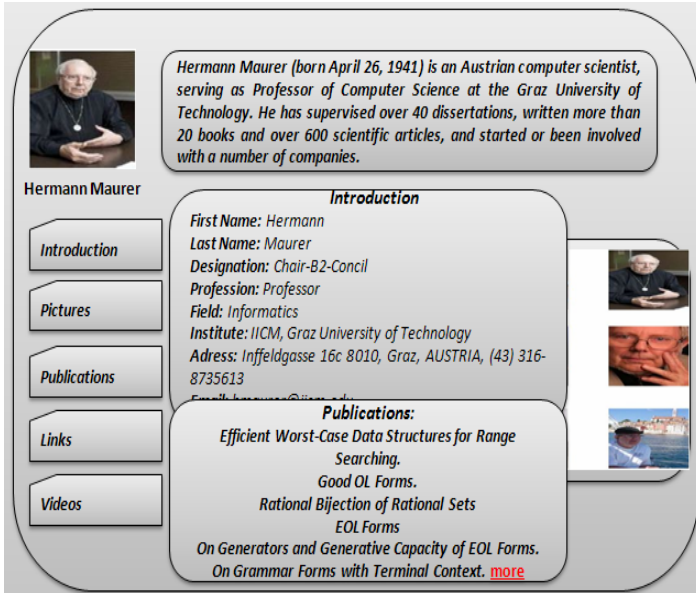 Hermann Maurer (born April 26, 1941) is an Austrian computer scientist,
serving as Professor of Computer Science at the Graz University of
Technology. He has supervised over 40 dissertations, written more than
20 books and over 600 scientific articles, and started or been involved
with a number of companies.
Hermann Maurer
Introduction
Pictures
Publications
Links
Videos
Introduction
First Name: Hermann
Last Name: Maurer
Designation: Chair-B2-Concil
Profession: Professor
Field: Informatics
Institute: IICM, Graz University of Technology
Adress: Inffeldgasse 16c 8010, Graz, AUSTRIA, (43) 316-
8735613
Publications:
Efficient Worst-Case Data Structures for Range
Searching.
Good OL Forms.
Rational Bijection of Rational Sets
EOL Forms
On Generators and Generative Capacity of EOL Forms.
On Grammar Forms with Terminal Context. more